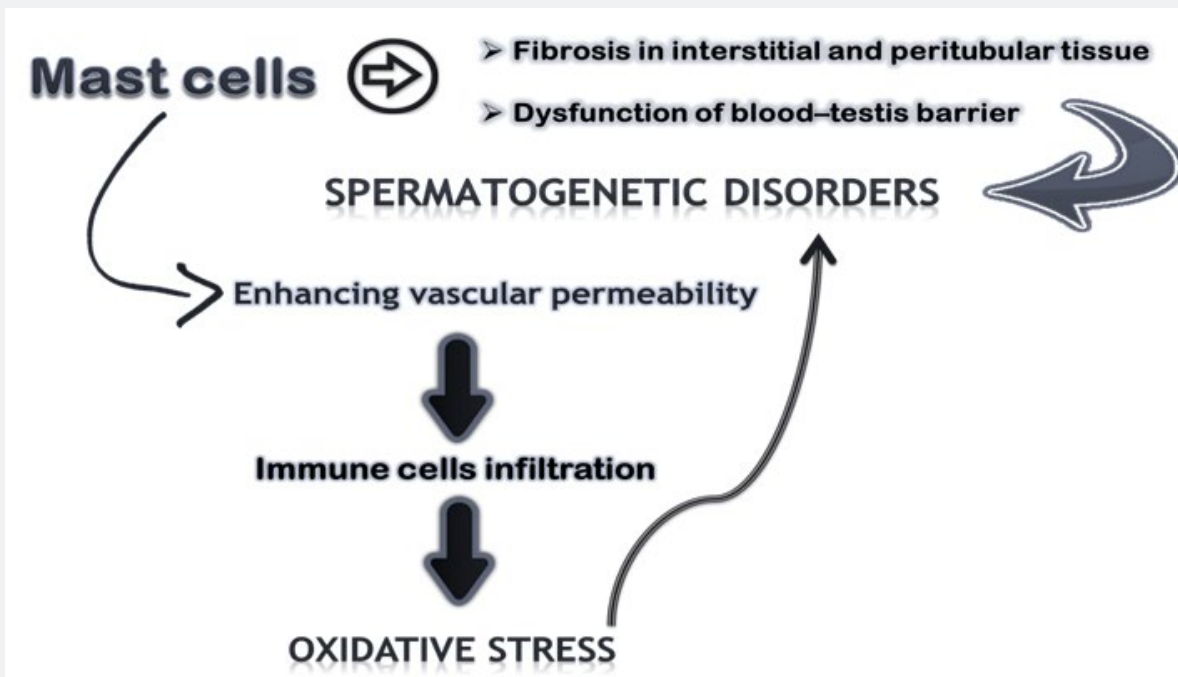 Mast cells
➢ Fibrosis in interstitial and peritubular tissue
➢ Dysfunction of blood–testis barrier
SPERMATOGENETIC DISORDERS
Enhancing vascular permeability
Immune cells infiltration
OXIDATIVE STRESS